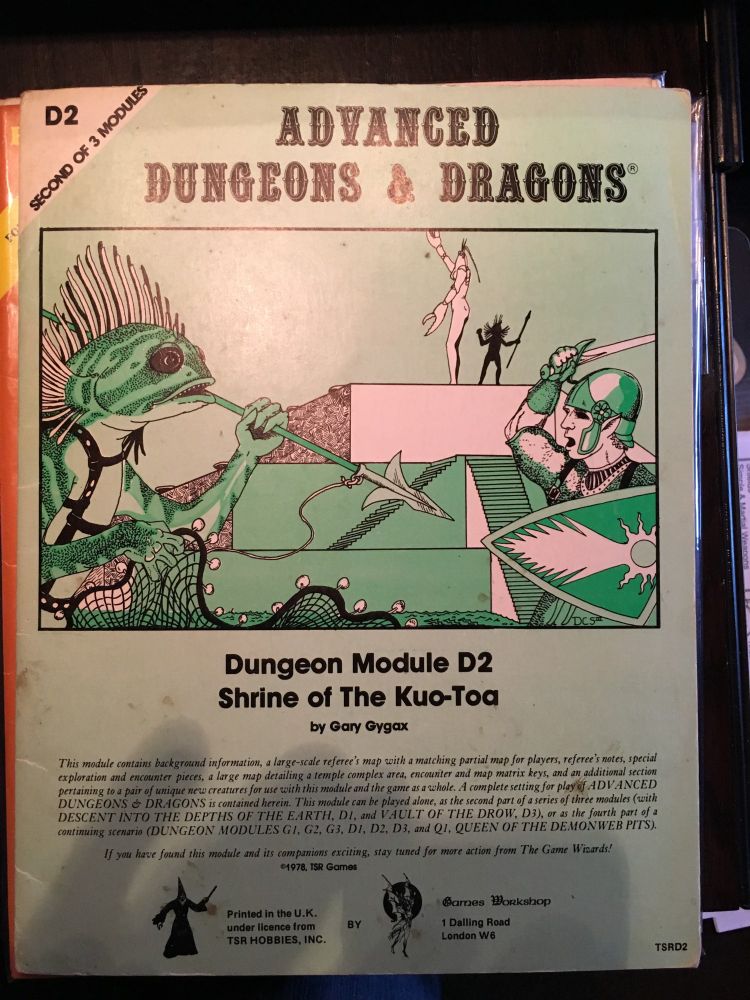 D2
SECOND OF 3 MODULES
ADVANCED
DUNGEONS & DRAGONS®
DCS III
Dungeon Module D2
Shrine of The Kuo-Toa
by Gary Gygax
This module contains background information, a large-scale referee's map with a matching partial map for players, referee's notes, special
exploration and encounter pieces, a large map detailing a temple complex area, encounter and map matrix keys, and an additional section
pertaining to a pair of unique new creatures for use with this module and the game as a whole. A complete setting for play of ADVANCED
DUNGEONS & DRAGONS is contained herein. This module can be played alone, as the second part of a series of three modules (with
DESCENT INTO THE DEPTHS OF THE EARTH, D1, and VAULT OF THE DROW, D3), or as the fourth part of a
continuing scenario (DUNGEON MODULES G1, G2, G3, D1, D2, D3, and Q1, QUEEN OF THE DEMONWEB PITS).
If you have found this module and its companions exciting, stay tuned for more action from The Game Wizards!
©1978, TSR Games
Printed in the U.K.
under licence from
TSR HOBBIES, INC.
BY
Games Workshop
1 Dalling Road
London W6
TSRD2